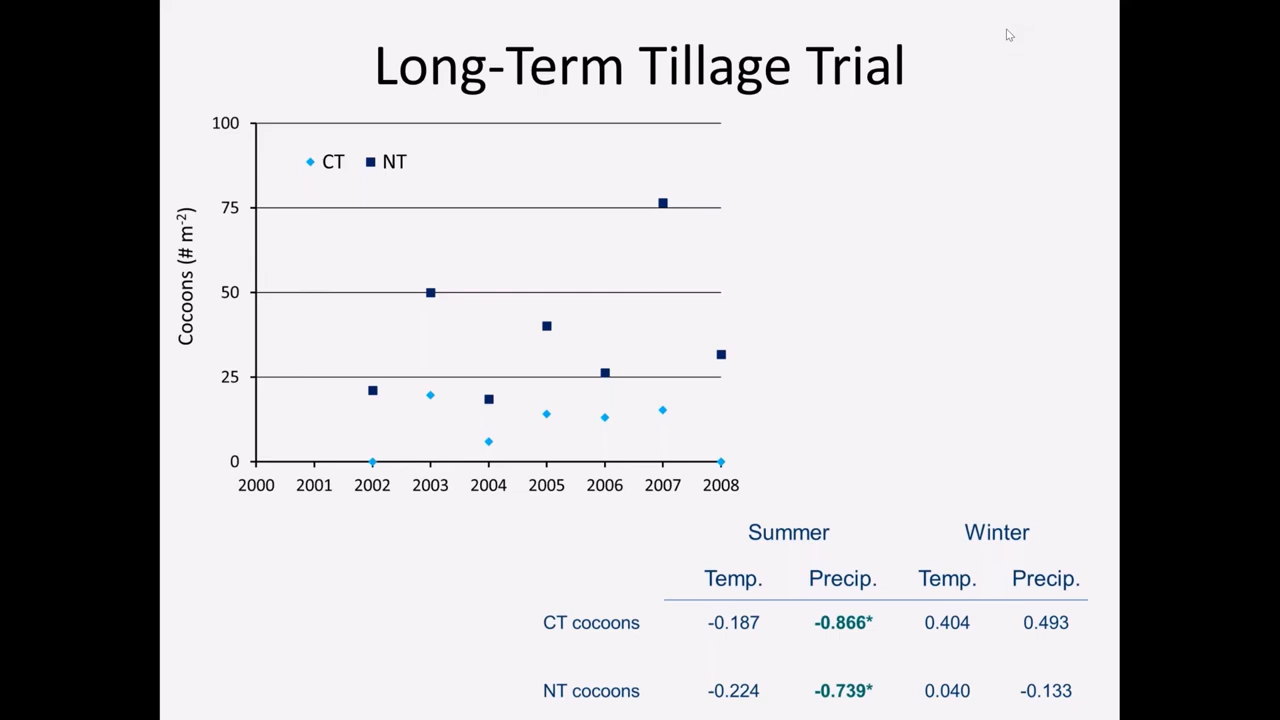 Long-Term Tillage Trial
100
CT NT
75
50
25
0
Cocoons (# m⁻²)
2000 2001 2002 2003 2004 2005 2006 2007 2008
Summer Winter
Temp. Precip. Temp. Precip.
CT cocoons -0.187 -0.866* 0.404 0.493
NT cocoons -0.224 -0.739* 0.040 -0.133